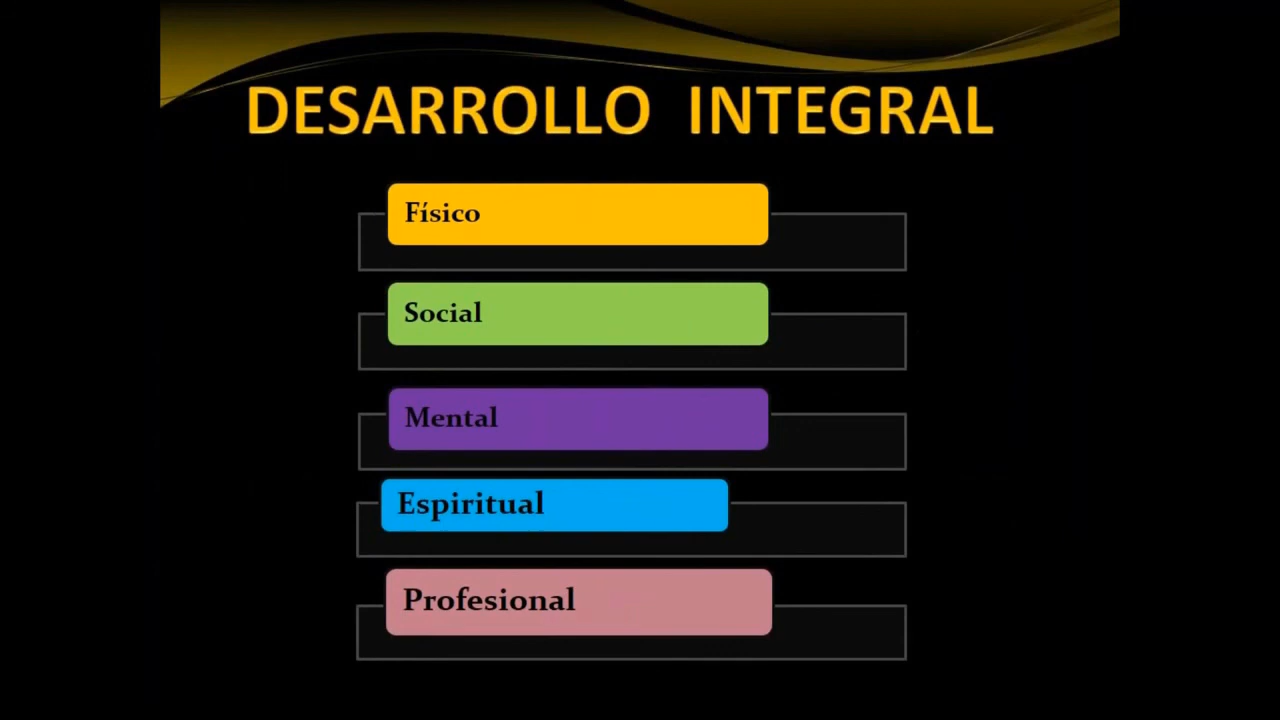 DESARROLLO INTEGRAL
Físico
Social
Mental
Espiritual
Profesional